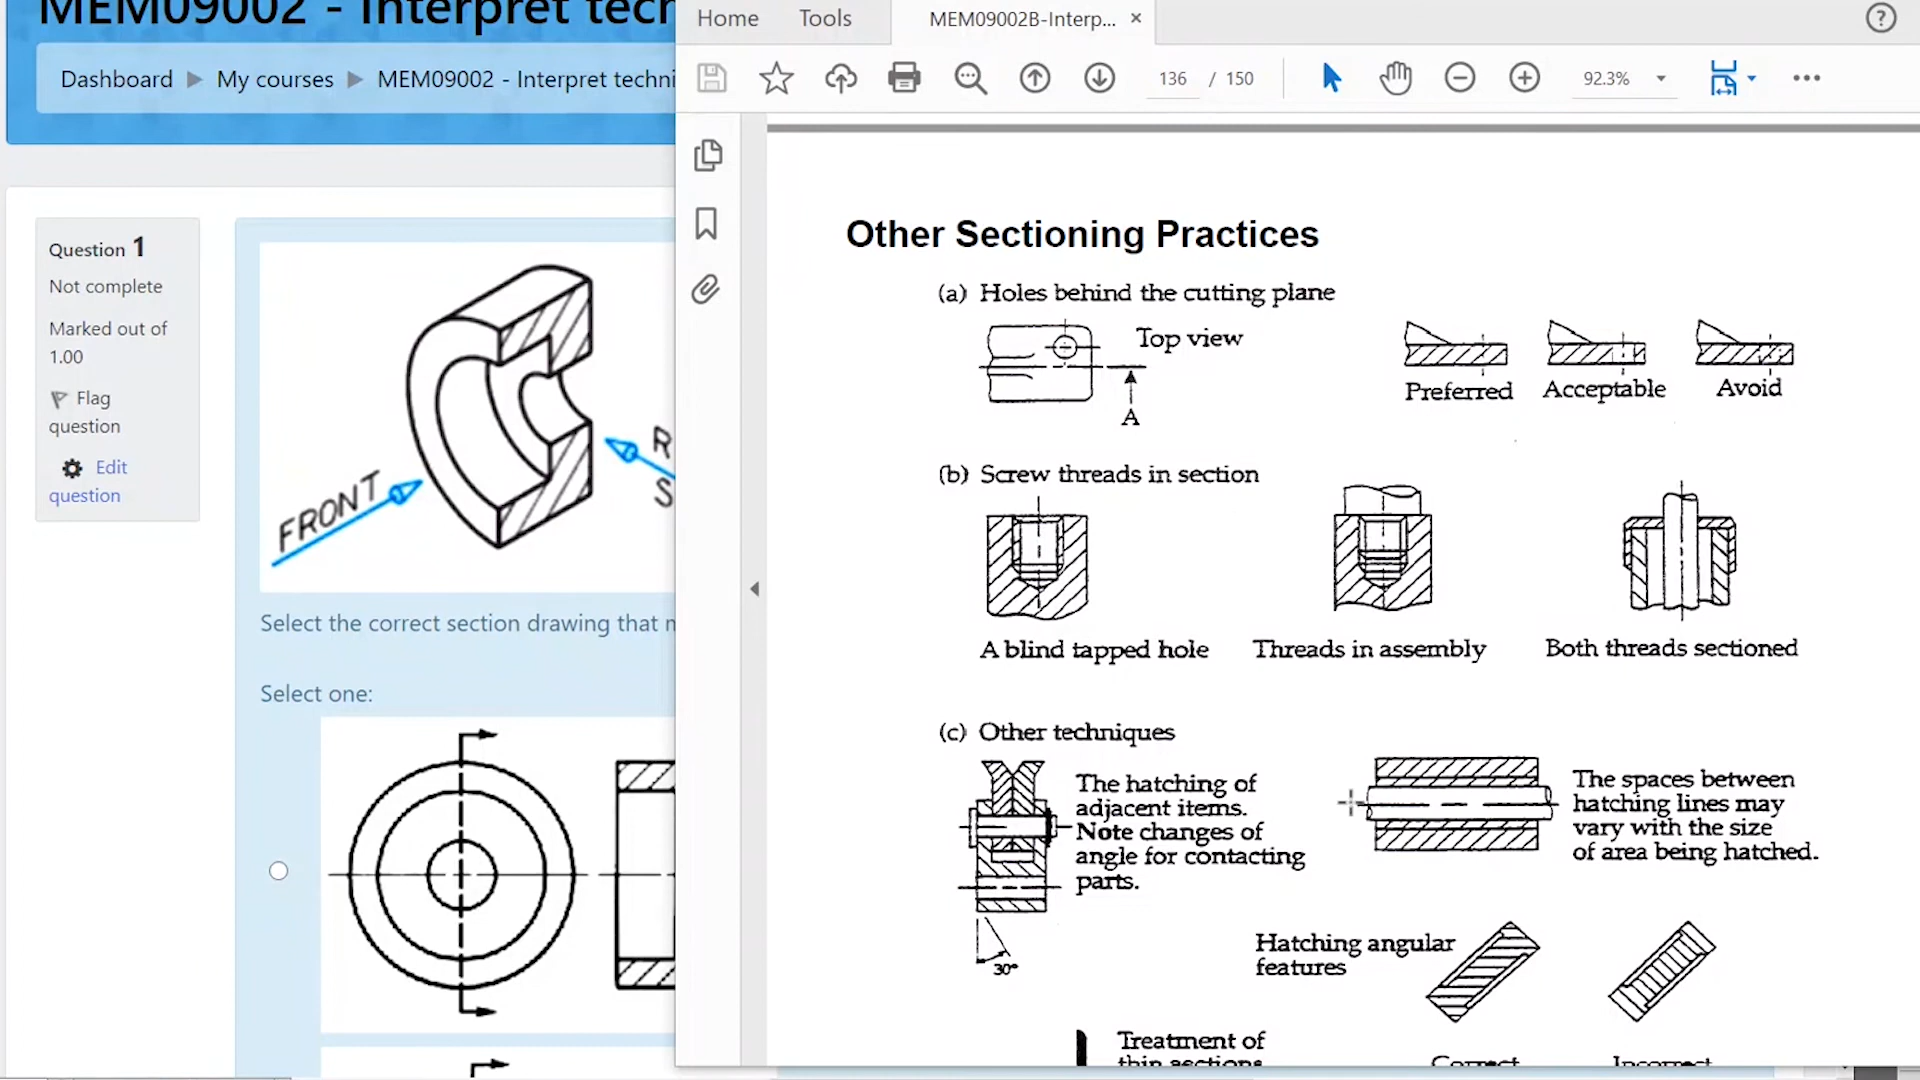 MEM09002 - Interpret tech
Dashboard ▶ My courses ▶ MEM09002 - Interpret techni
Question 1
Not complete
Marked out of
1.00
Flag
question
Edit
question
FRONT
R
S
Select the correct section drawing that
Select one:
Home Tools MEM09002B-Interp... ×
136 / 150 92.3%
Other Sectioning Practices
(a) Holes behind the cutting plane
Top view
A
Preferred Acceptable Avoid
(b) Screw threads in section
A blind tapped hole Threads in assembly Both threads sectioned
(c) Other techniques
The hatching of
adjacent items.
Note changes of
angle for contacting
parts.
30°
The spaces between
hatching lines may
vary with the size
of area being hatched.
Hatching angular
features
Treatment of
thin sections
Correct Incorrect